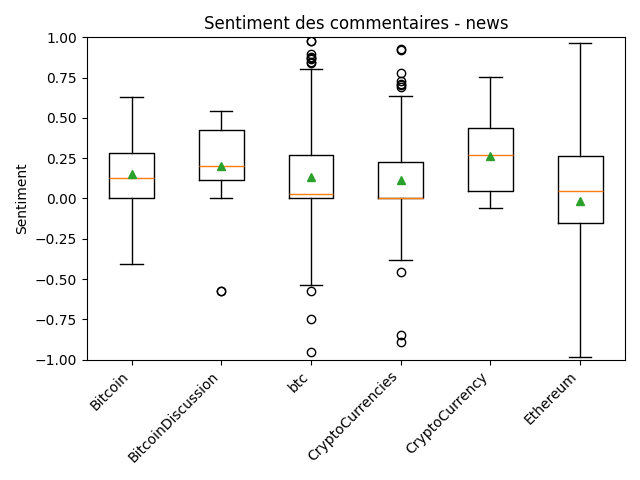 Sentiment des commentaires - news
1.00
0.75
0.50
0.25
0.00
−0.25
−0.50
−0.75
−1.00
Sentiment
Bitcoin
BitcoinDiscussion
btc
CryptoCurrencies
CryptoCurrency
Ethereum